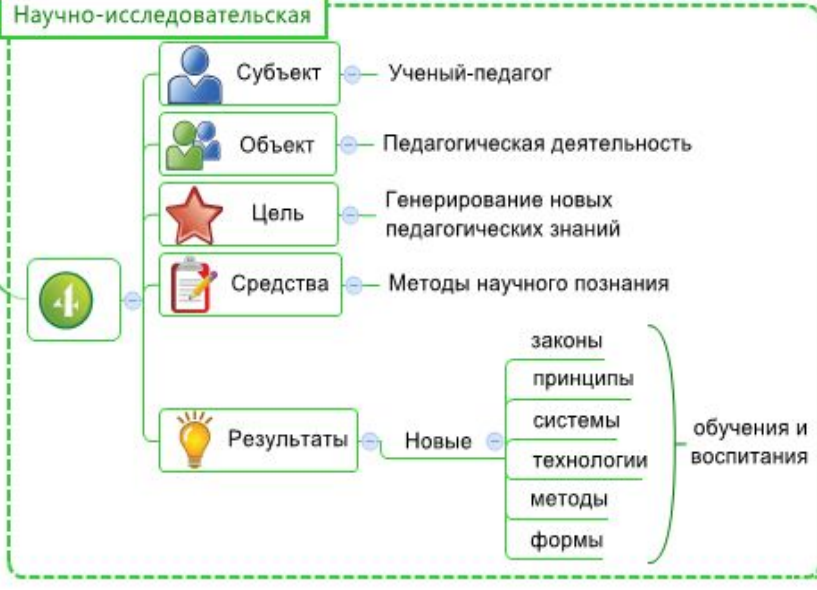 Научно-исследовательская
Субъект
Ученый-педагог
Объект
Педагогическая деятельность
Цель
Генерирование новых
педагогических знаний
4
Средства
Методы научного познания
Результаты
Новые
законы
принципы
системы
технологии
методы
формы
обучения и
воспитания